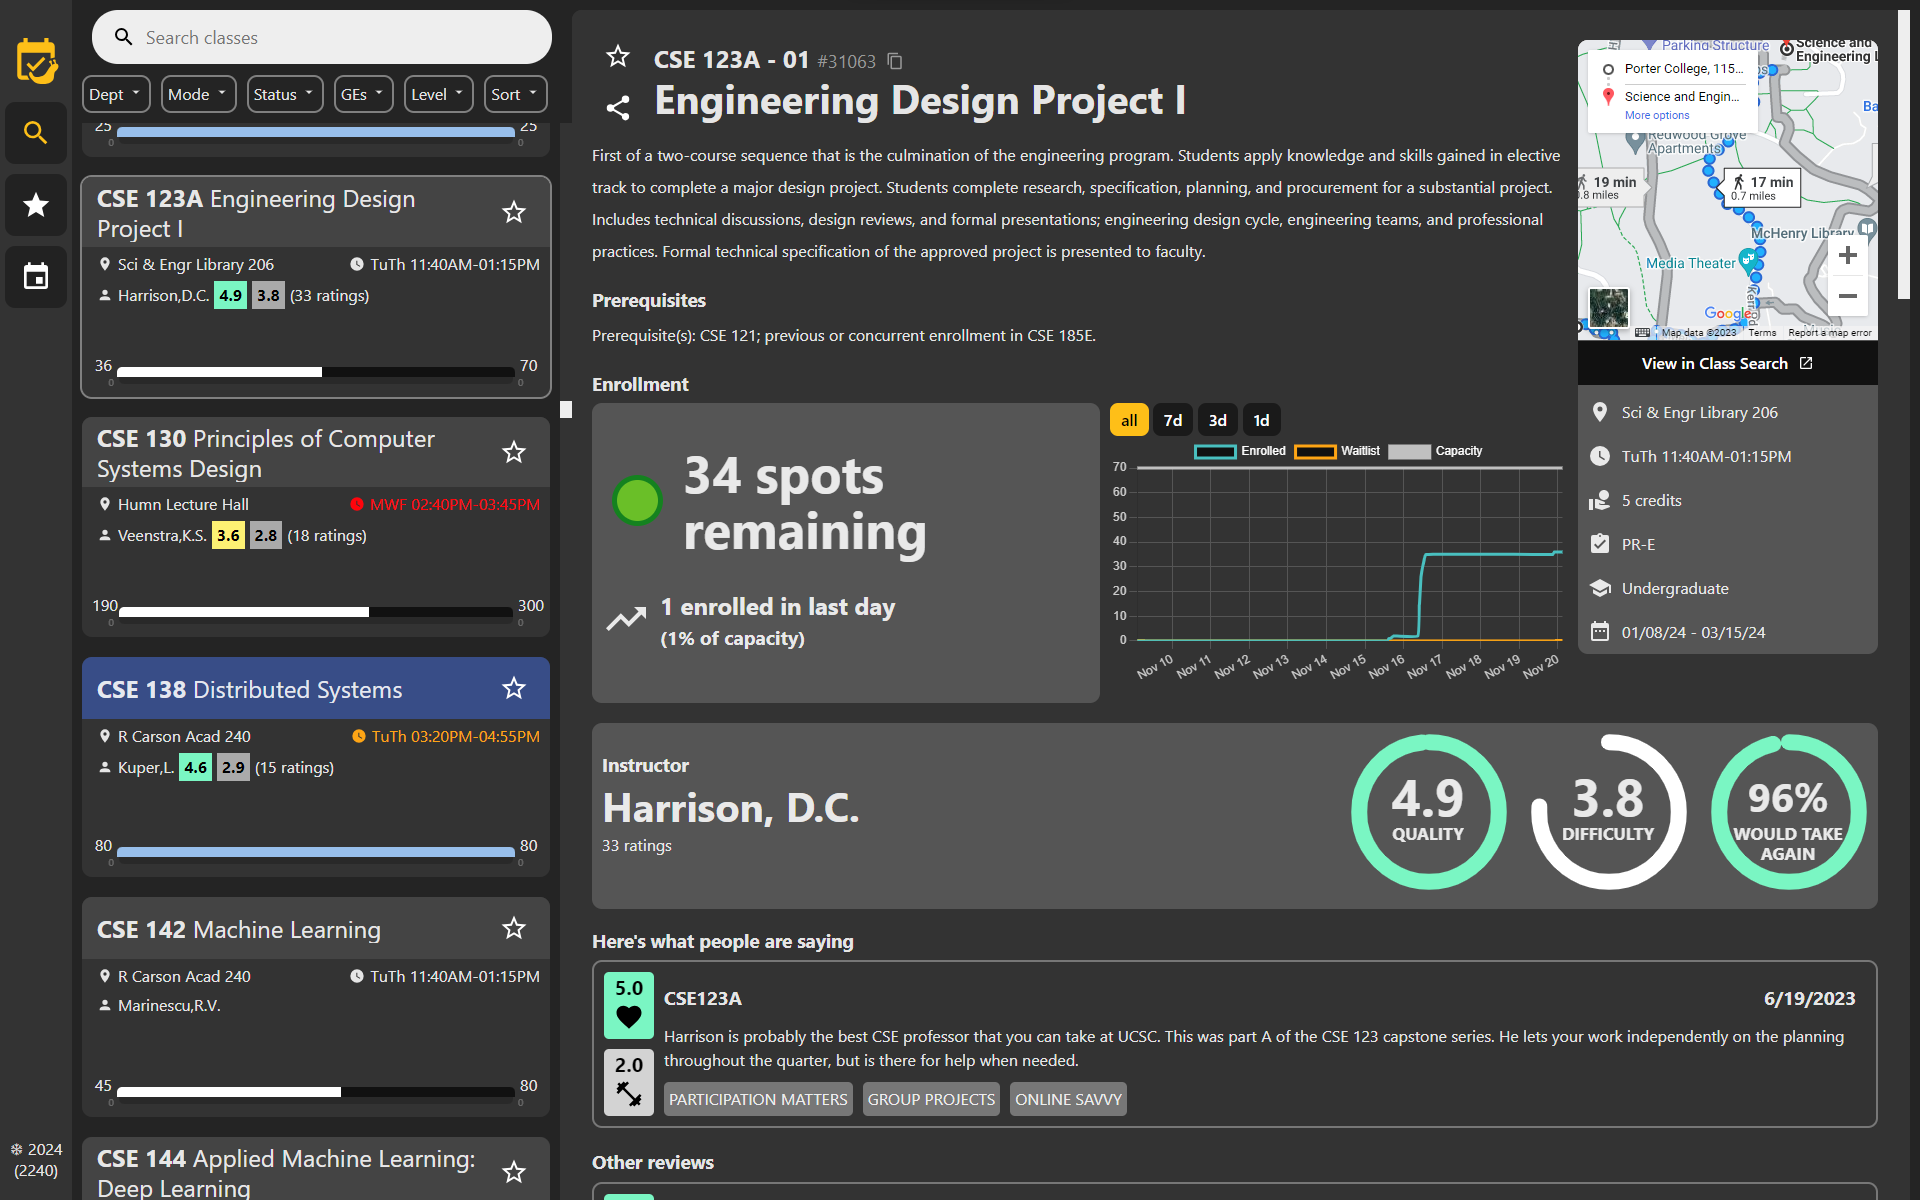 Search classes
Dept
Mode
Status
GEs
Level
Sort
25
25
0
0
CSE 123A Engineering Design
Project I
Sci & Engr Library 206
TuTh 11:40AM-01:15PM
Harrison,D.C. 4.9 3.8 (33 ratings)
36
70
0
0
CSE 130 Principles of Computer
Systems Design
Humn Lecture Hall
MWF 02:40PM-03:45PM
Veenstra,K.S. 3.6 2.8 (18 ratings)
190
300
0
0
CSE 138 Distributed Systems
R Carson Acad 240
TuTh 03:20PM-04:55PM
Kuper,L. 4.6 2.9 (15 ratings)
80
80
0
0
CSE 142 Machine Learning
R Carson Acad 240
TuTh 11:40AM-01:15PM
Marinescu,R.V.
45
80
0
0
CSE 144 Applied Machine Learning:
Deep Learning
❄ 2024
(2240)
CSE 123A - 01 #31063
Engineering Design Project I
First of a two-course sequence that is the culmination of the engineering program. Students apply knowledge and skills gained in elective
track to complete a major design project. Students complete research, specification, planning, and procurement for a substantial project.
Includes technical discussions, design reviews, and formal presentations; engineering design cycle, engineering teams, and professional
practices. Formal technical specification of the approved project is presented to faculty.
Prerequisites
Prerequisite(s): CSE 121; previous or concurrent enrollment in CSE 185E.
Enrollment
34 spots
remaining
1 enrolled in last day
(1% of capacity)
all
7d
3d
1d
Enrolled
Waitlist
Capacity
70
60
50
40
30
20
10
0
Nov 10
Nov 11
Nov 12
Nov 13
Nov 14
Nov 15
Nov 16
Nov 17
Nov 18
Nov 19
Nov 20
Parking Structure
Science and
Engineering L
Porter College, 115...
Science and Engin...
More options
Ba
Redwood Grove
Apartments
19 min
0.8 miles
17 min
0.7 miles
McHenry Library
Media Theater
Kerr Rd
Google
Map data ©2023
Terms
Report a map error
View in Class Search
Sci & Engr Library 206
TuTh 11:40AM-01:15PM
5 credits
PR-E
Undergraduate
01/08/24 - 03/15/24
Instructor
Harrison, D.C.
33 ratings
4.9
QUALITY
3.8
DIFFICULTY
96%
WOULD TAKE
AGAIN
Here's what people are saying
5.0
2.0
CSE123A
6/19/2023
Harrison is probably the best CSE professor that you can take at UCSC. This was part A of the CSE 123 capstone series. He lets your work independently on the planning
throughout the quarter, but is there for help when needed.
PARTICIPATION MATTERS
GROUP PROJECTS
ONLINE SAVVY
Other reviews